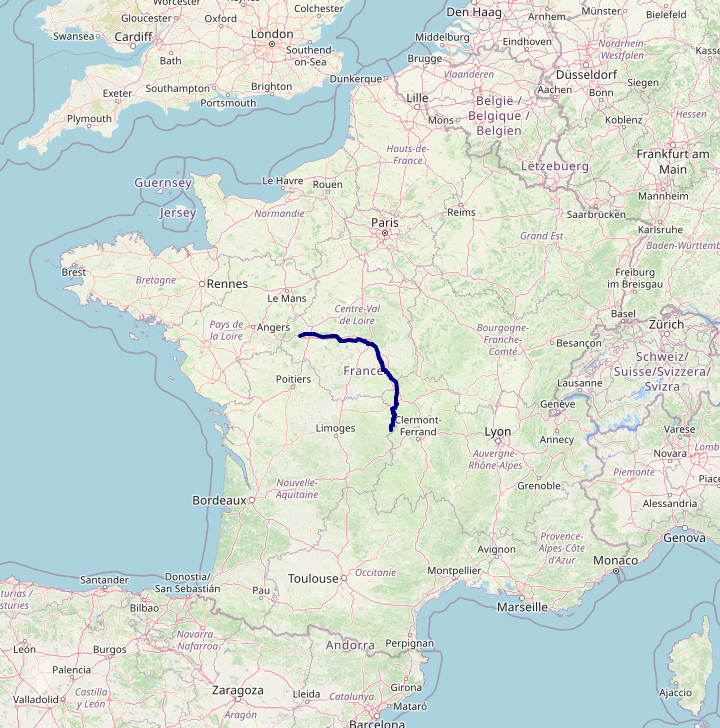 Worcester
Colchester
Swansea
Gloucester
Oxford
Den Haag
Arnhem
Münster
Bielefeld
Cardiff
London
Bath
Southend-
on-Sea
Middelburg
Eindhoven
Nordrhein-
Westfalen
Exeter
Southampton
Brighton
Brugge
Vlaanderen
Düsseldorf
Portsmouth
Dunkerque
Plymouth
Lille
België /
Belgique /
Belgien
Aachen
Bonn
Siegen
Mons
Koblenz
Hessen
Hauts-de-
France
Lëtzebuerg
Frankfurt am
Main
Guernsey
Le Havre
Rouen
Mannheim
Jersey
Normandie
Paris
Reims
Saarbrücken
Karlsruhe
Grand Est
Brest
Bretagne
Rennes
Le Mans
Freiburg
im Breisgau
Centre-Val
de Loire
Pays de
la Loire
Angers
Bourgogne-
Franche-
Comté
Basel
Besançon
Zürich
France
Poitiers
Lausanne
Schweiz/
Suisse/Svizzera/
Svizra
Genève
Limoges
Clermont-
Ferrand
Lyon
Annecy
Varese
Novara
Auvergne-
Rhône-Alpes
Piemonte
Nouvelle-
Aquitaine
Grenoble
Bordeaux
Alessandria
Genova
Provence-
Alpes-Côte
d'Azur
Avignon
Monaco
Santander
Donostia/
San Sebastián
Toulouse
Occitanie
Montpellier
Bilbao
Pau
Marseille
León
Burgos
Navarra
Nafarroa
Andorra
Perpignan
Palencia
Castilla
y León
Valladolid
Zaragoza
Lleida
Catalunya
Girona
Mataró
Aragón
Barcelona
Ajaccio